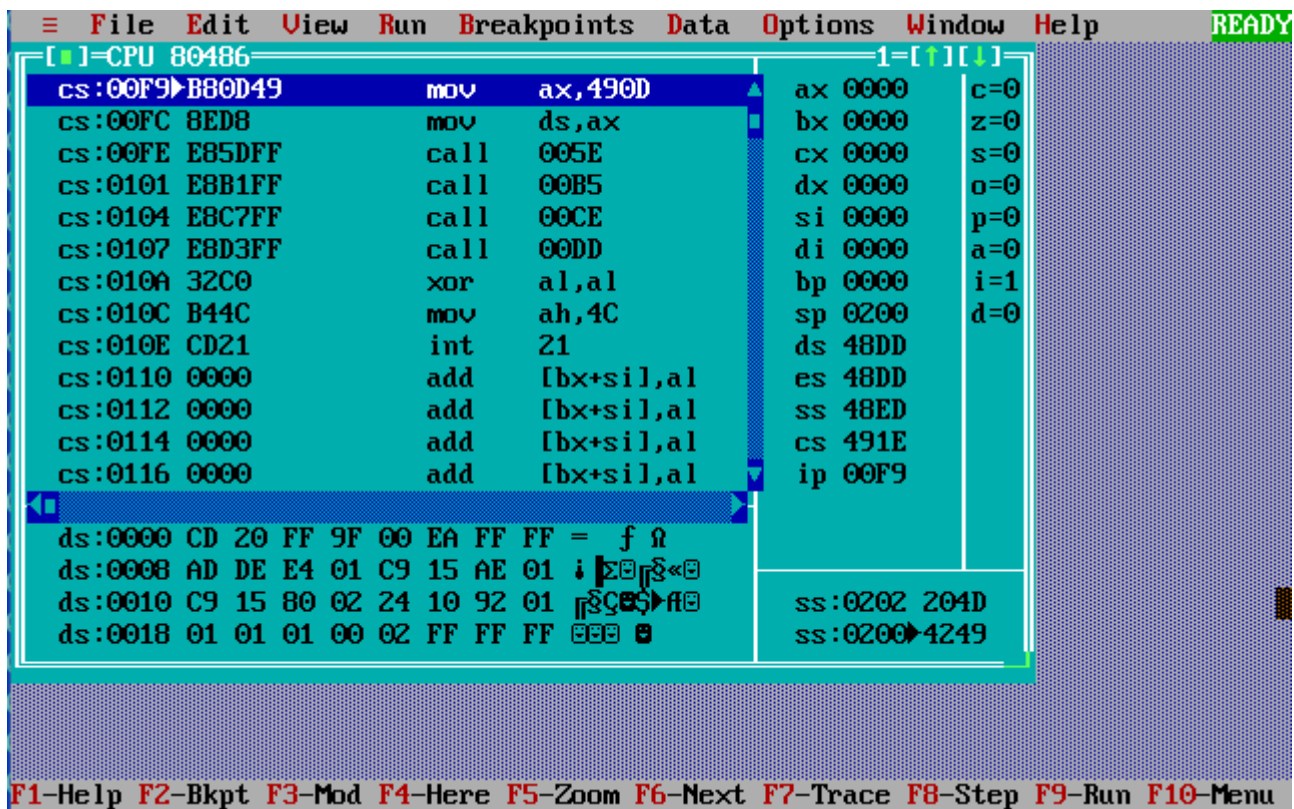 ≡ File Edit View Run Breakpoints Data Options Window Help READY
[■]=CPU 80486 1=[↑][↓]
cs:00F9►B80D49 mov ax,490D ax 0000 c=0
cs:00FC 8ED8 mov ds,ax bx 0000 z=0
cs:00FE E85DFF call 005E cx 0000 s=0
cs:0101 E8B1FF call 00B5 dx 0000 o=0
cs:0104 E8C7FF call 00CE si 0000 p=0
cs:0107 E8D3FF call 00DD di 0000 a=0
cs:010A 32C0 xor al,al bp 0000 i=1
cs:010C B44C mov ah,4C sp 0200 d=0
cs:010E CD21 int 21 ds 48DD
cs:0110 0000 add [bx+si],al es 48DD
cs:0112 0000 add [bx+si],al ss 48ED
cs:0114 0000 add [bx+si],al cs 491E
cs:0116 0000 add [bx+si],al ip 00F9
ds:0000 CD 20 FF 9F 00 EA FF FF = ƒ Ω
ds:0008 AD DE E4 01 C9 15 AE 01 ¡▐Σ☺╔§«☺
ds:0010 C9 15 80 02 24 10 92 01 ╔§Ç☻$►Æ☺ ss:0202 204D
ds:0018 01 01 01 00 02 FF FF FF ☺☺☺ ☻ ss:0200►4249
F1-Help F2-Bkpt F3-Mod F4-Here F5-Zoom F6-Next F7-Trace F8-Step F9-Run F10-Menu